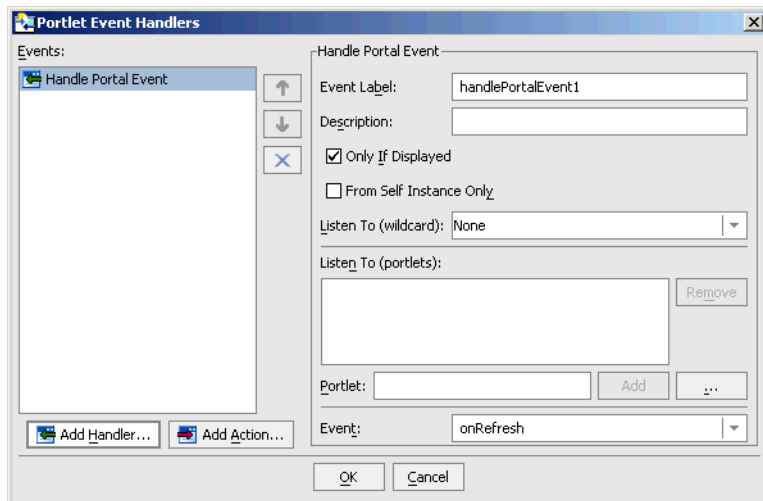 Portlet Event Handlers
Events:
Handle Portal Event
Handle Portal Event
Event Label: handlePortalEvent1
Description:
Only If Displayed
From Self Instance Only
Listen To (wildcard): None
Listen To (portlets):
Remove
Portlet: Add ...
Event: onRefresh
Add Handler... Add Action...
OK Cancel